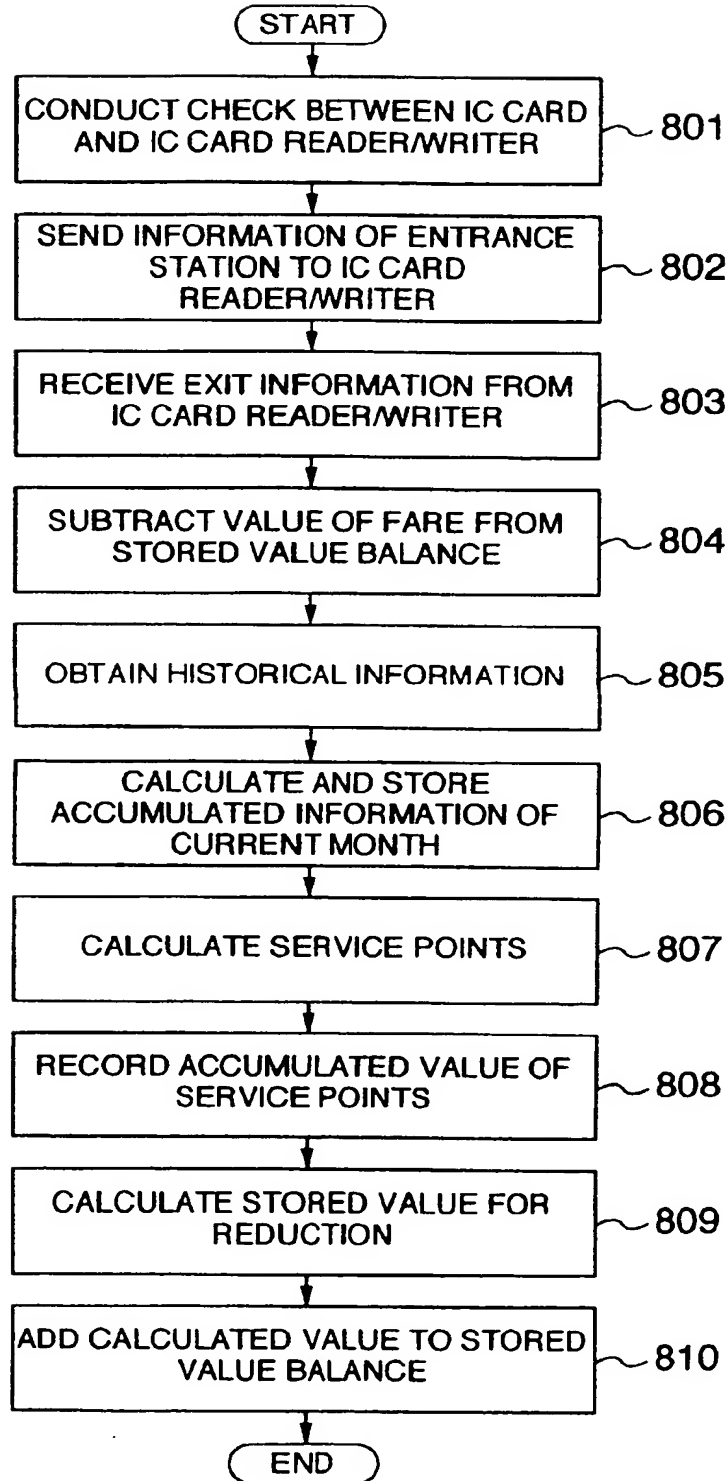 START
CONDUCT CHECK BETWEEN IC CARD
AND IC CARD READER/WRITER
801
SEND INFORMATION OF ENTRANCE
STATION TO IC CARD
READER/WRITER
802
RECEIVE EXIT INFORMATION FROM
IC CARD READER/WRITER
803
SUBTRACT VALUE OF FARE FROM
STORED VALUE BALANCE
804
OBTAIN HISTORICAL INFORMATION
805
CALCULATE AND STORE
ACCUMULATED INFORMATION OF
CURRENT MONTH
806
CALCULATE SERVICE POINTS
807
RECORD ACCUMULATED VALUE OF
SERVICE POINTS
808
CALCULATE STORED VALUE FOR
REDUCTION
809
ADD CALCULATED VALUE TO STORED
VALUE BALANCE
810
END